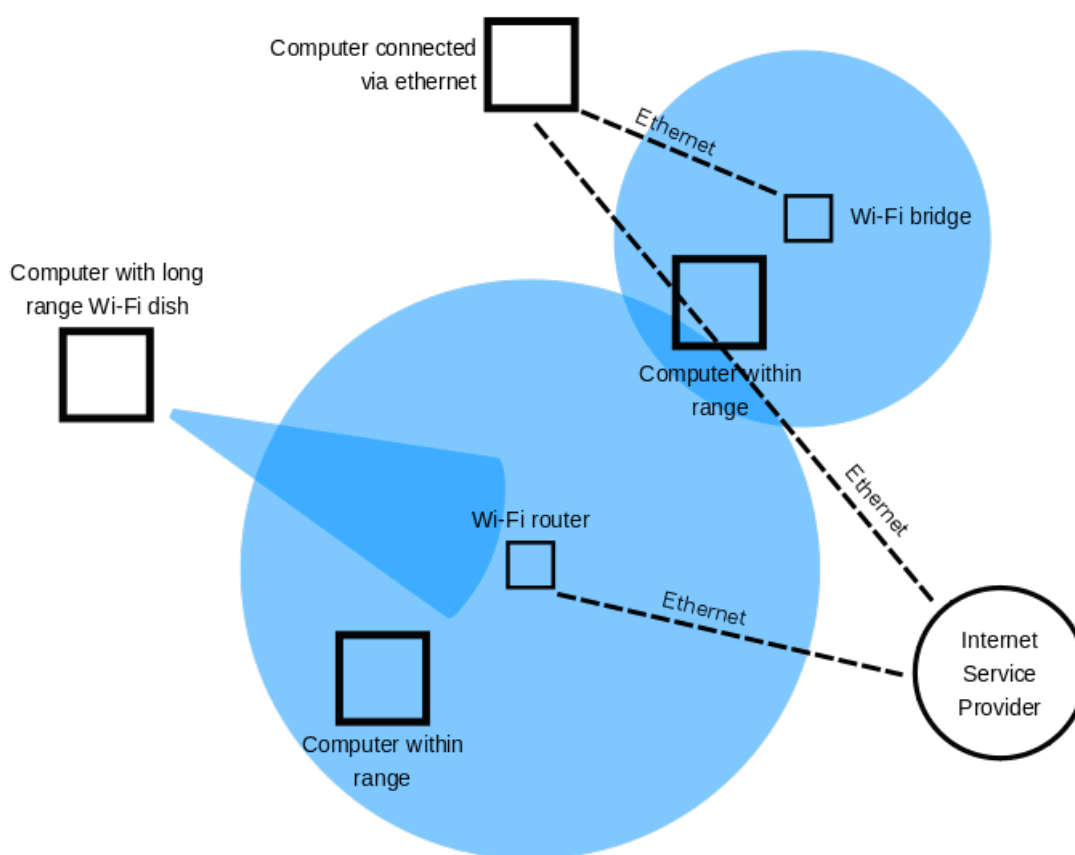 Computer connected
via ethernet
Ethernet
Wi-Fi bridge
Computer with long
range Wi-Fi dish
Computer within
range
Ethernet
Wi-Fi router
Ethernet
Internet
Service
Provider
Computer within
range